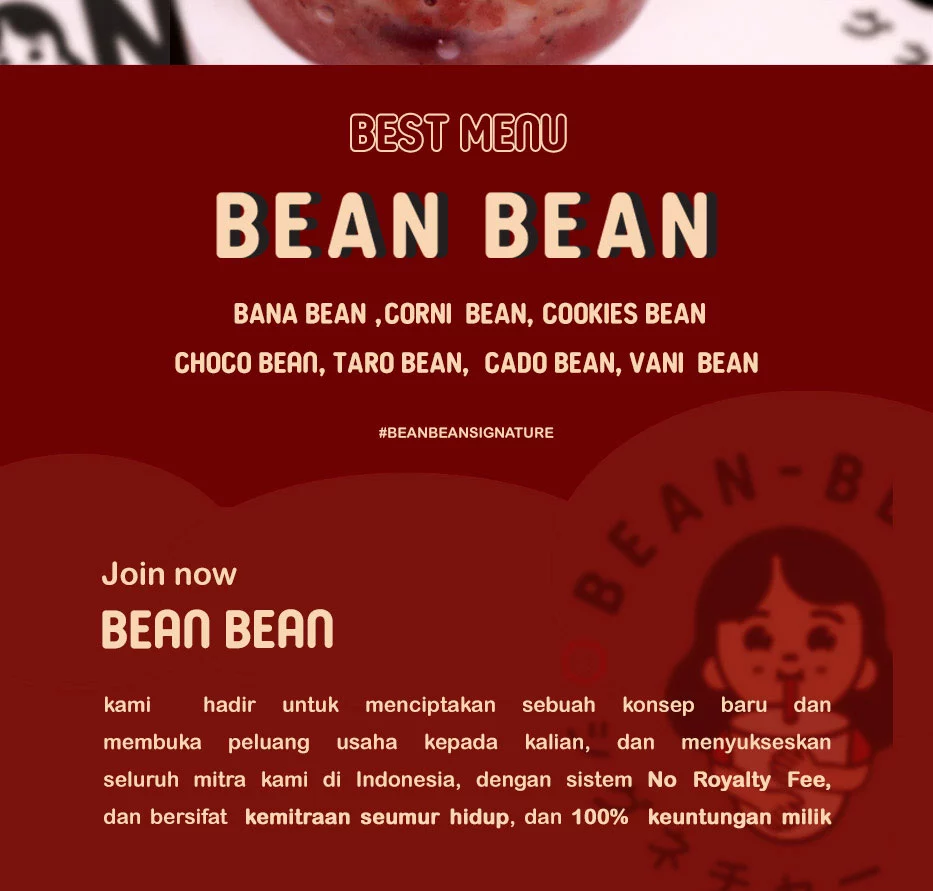 BEST MENU
BEAN BEAN
BANA BEAN ,CORNI BEAN, COOKIES BEAN
CHOCO BEAN, TARO BEAN, CADO BEAN, VANI BEAN
#BEANBEANSIGNATURE
BEAN-BE
Join now
BEAN BEAN
kami hadir untuk menciptakan sebuah konsep baru dan
membuka peluang usaha kepada kalian, dan menyukseskan
seluruh mitra kami di Indonesia, dengan sistem No Royalty Fee,
dan bersifat kemitraan seumur hidup, dan 100% keuntungan milik